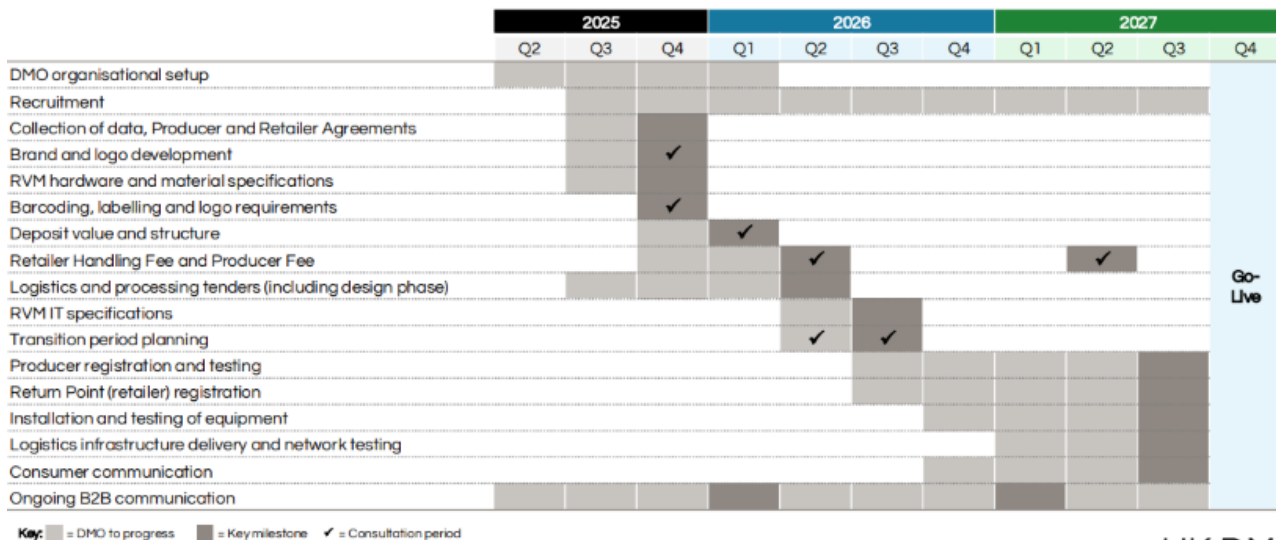 2025 2026 2027
Q2 Q3 Q4 Q1 Q2 Q3 Q4 Q1 Q2 Q3 Q4
DMO organisational setup
Recruitment
Collection of data, Producer and Retailer Agreements
Brand and logo development ✓
RVM hardware and material specifications
Barcoding, labelling and logo requirements ✓
Deposit value and structure ✓
Retailer Handling Fee and Producer Fee ✓ ✓
Logistics and processing tenders (including design phase)
Go-
Live
RVM IT specifications
Transition period planning ✓ ✓
Producer registration and testing
Return Point (retailer) registration
Installation and testing of equipment
Logistics infrastructure delivery and network testing
Consumer communication
Ongoing B2B communication
Key: = DMO to progress = Key milestone ✓ = Consultation period